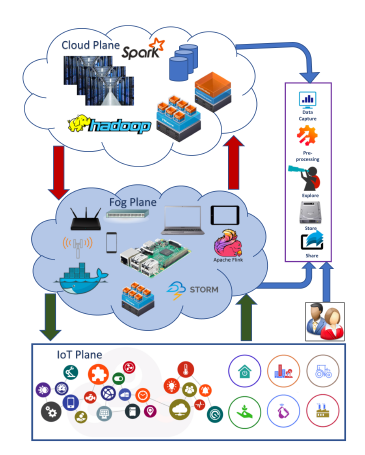 Cloud Plane
Spark
hadoop
Data
Capture
Pre-
processing
Explore
Store
Share
Fog Plane
Apache Flink
STORM
IoT Plane